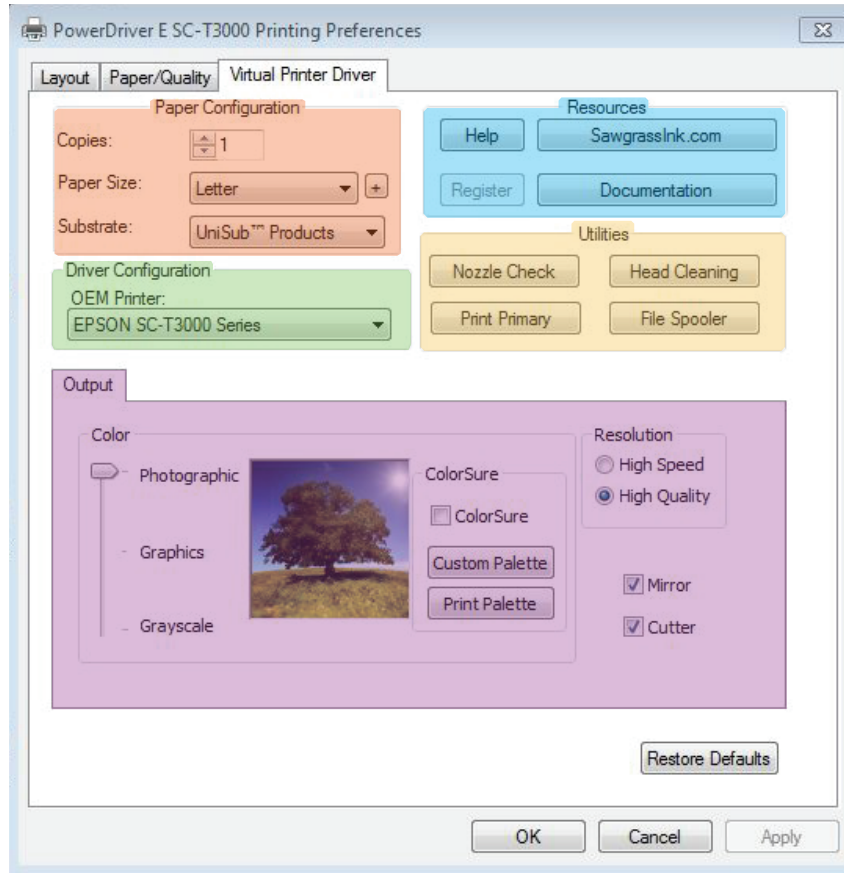 PowerDriver E SC-T3000 Printing Preferences
Layout Paper/Quality Virtual Printer Driver
Paper Configuration
Copies: 1
Paper Size: Letter +
Substrate: UniSub™ Products
Driver Configuration
OEM Printer:
EPSON SC-T3000 Series
Resources
Help SawgrassInk.com
Register Documentation
Utilities
Nozzle Check Head Cleaning
Print Primary File Spooler
Output
Color
Photographic
Graphics
Grayscale
ColorSure
ColorSure
Custom Palette
Print Palette
Resolution
High Speed
High Quality
Mirror
Cutter
Restore Defaults
OK Cancel Apply